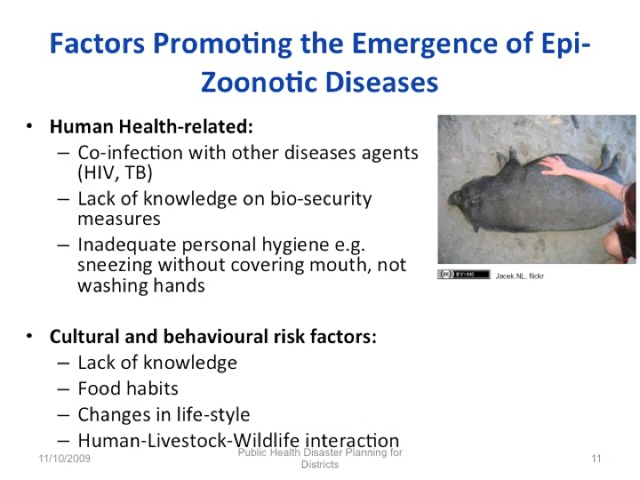 Factors Promoting the Emergence of Epi-
Zoonotic Diseases
• Human Health-related:
– Co-infection with other diseases agents
(HIV, TB)
– Lack of knowledge on bio-security
measures
– Inadequate personal hygiene e.g.
sneezing without covering mouth, not
washing hands
cc BY-NC Jacek.NL, flickr
• Cultural and behavioural risk factors:
– Lack of knowledge
– Food habits
– Changes in life-style
– Human-Livestock-Wildlife interaction
11/10/2009
Public Health Disaster Planning for
Districts
11